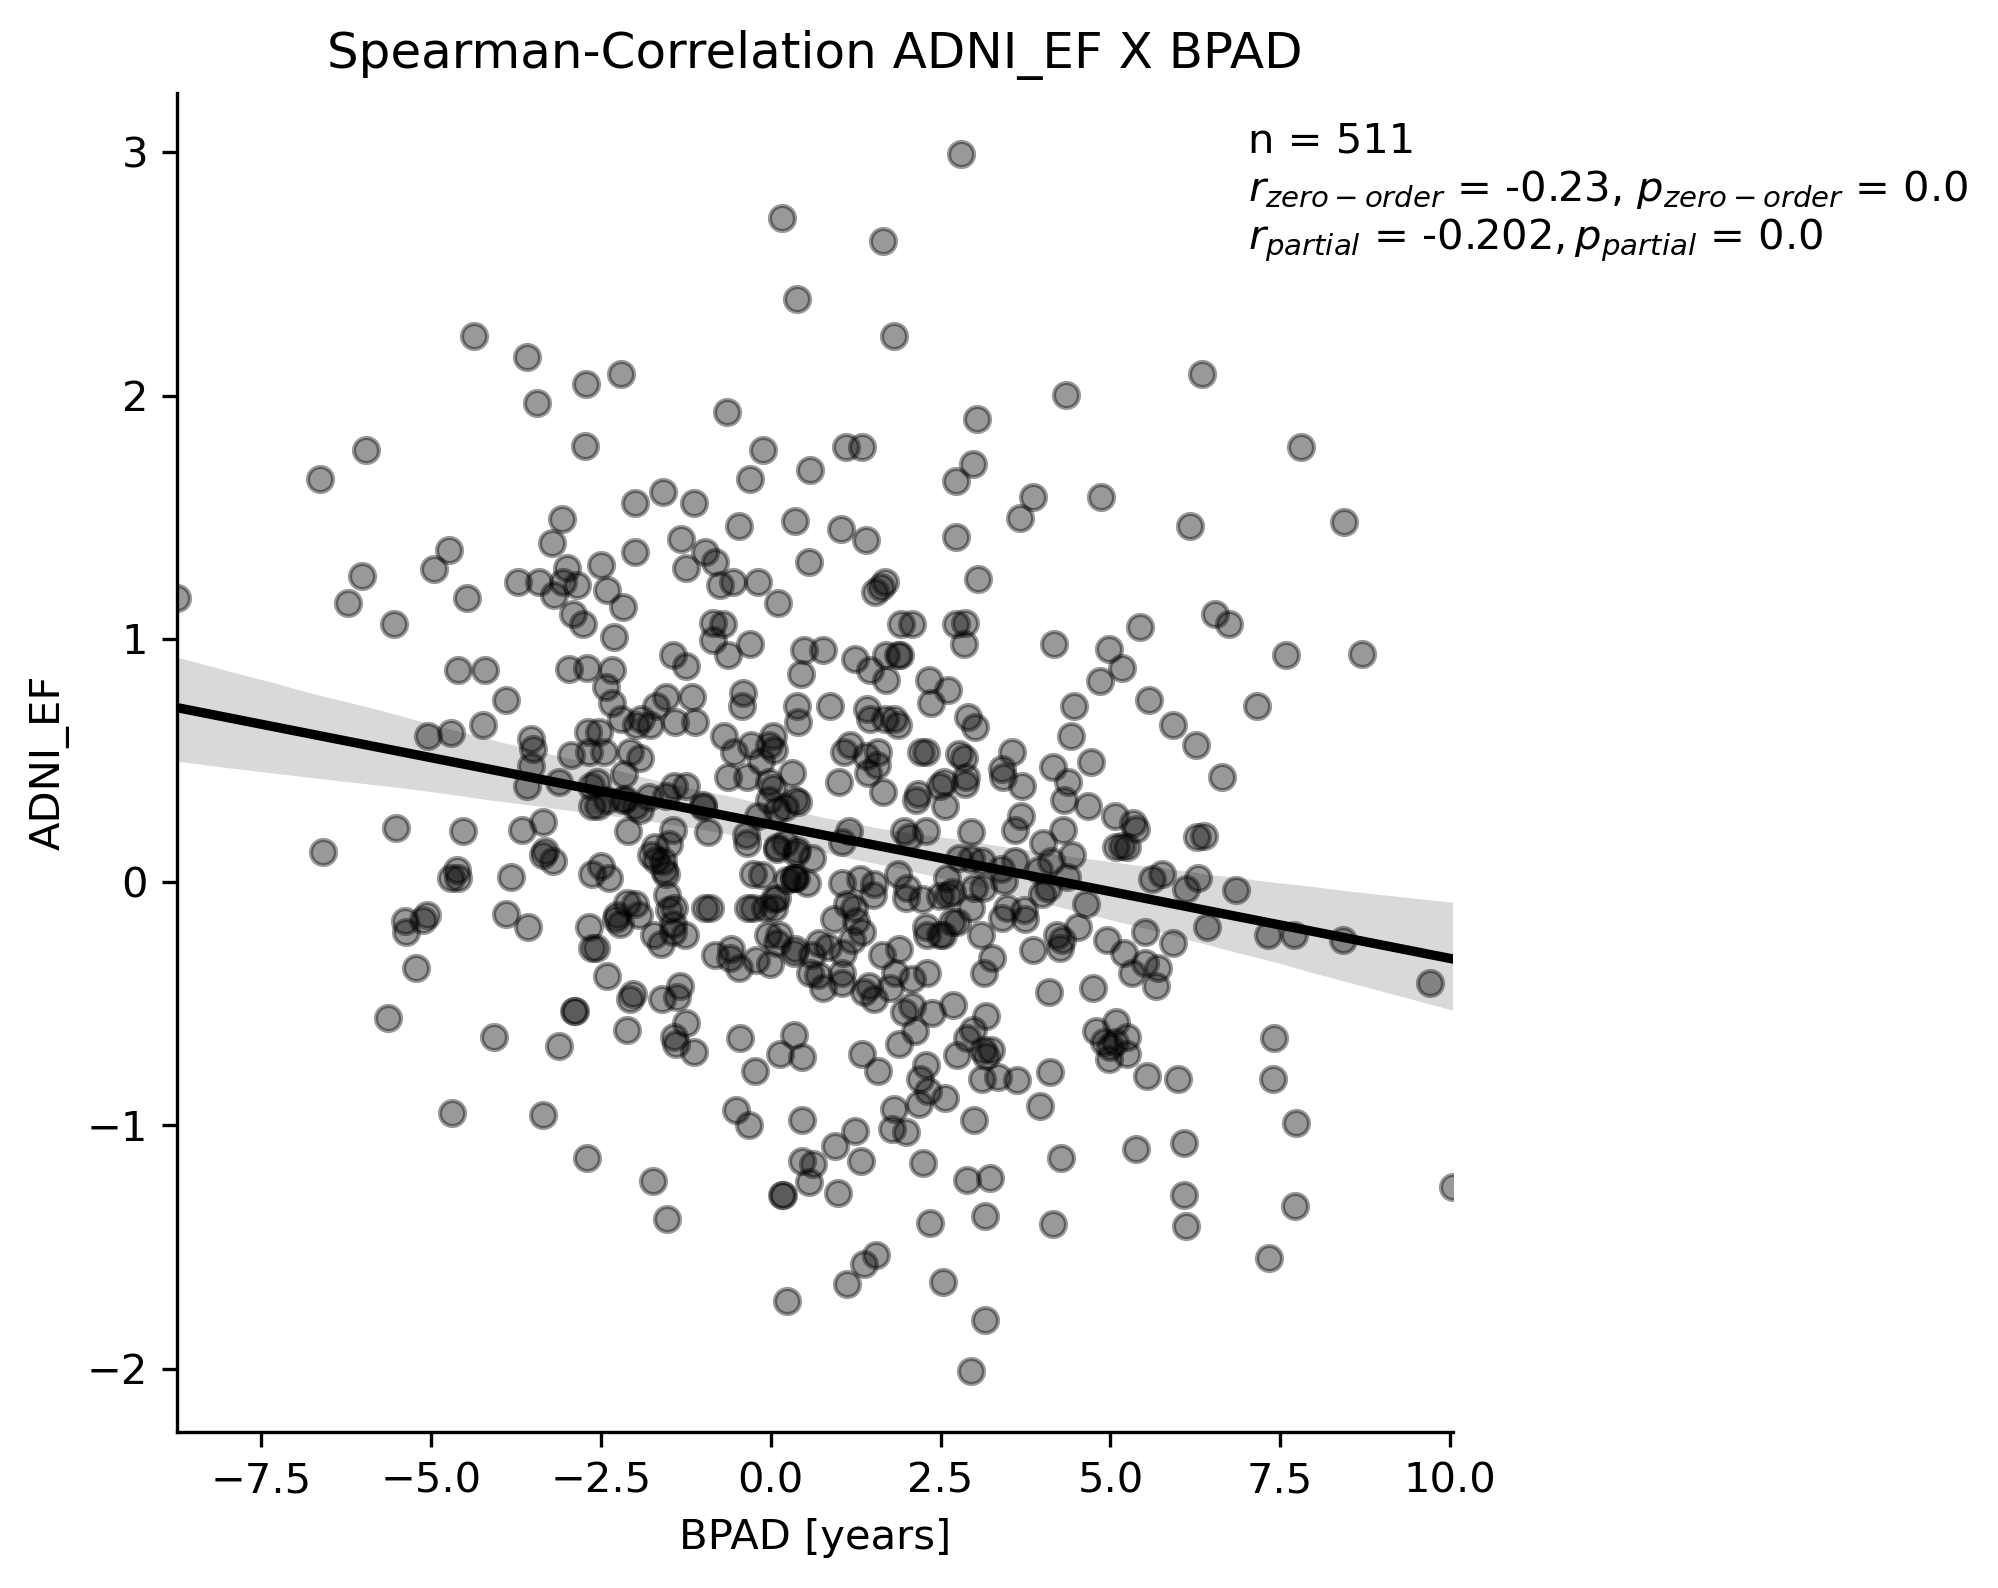 Spearman-Correlation ADNI_EF X BPAD
n = 511
r_zero−order = -0.23, p_zero−order = 0.0
r_partial = -0.202, p_partial = 0.0
3
2
1
0
−1
−2
ADNI_EF
−7.5 −5.0 −2.5 0.0 2.5 5.0 7.5 10.0
BPAD [years]